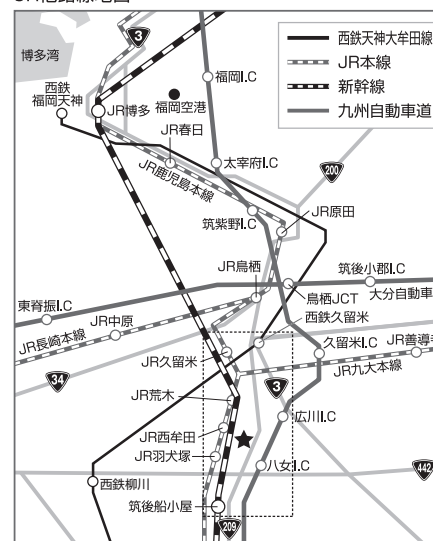 博多湾
3
西鉄天神大牟田線
JR本線
新幹線
九州自動車道
福岡I.C
西鉄
福岡天神
JR博多
福岡空港
JR春日
太宰府I.C
200
JR鹿児島本線
筑紫野I.C
JR原田
JR鳥栖
筑後小郡I.C
東脊振I.C
鳥栖JCT
大分自動車
JR中原
西鉄久留米
JR長崎本線
JR久留米
久留米I.C
JR善導寺
JR九大本線
34
3
JR荒木
広川I.C
JR西牟田
JR羽犬塚
八女I.C
442
西鉄柳川
筑後船小屋
209